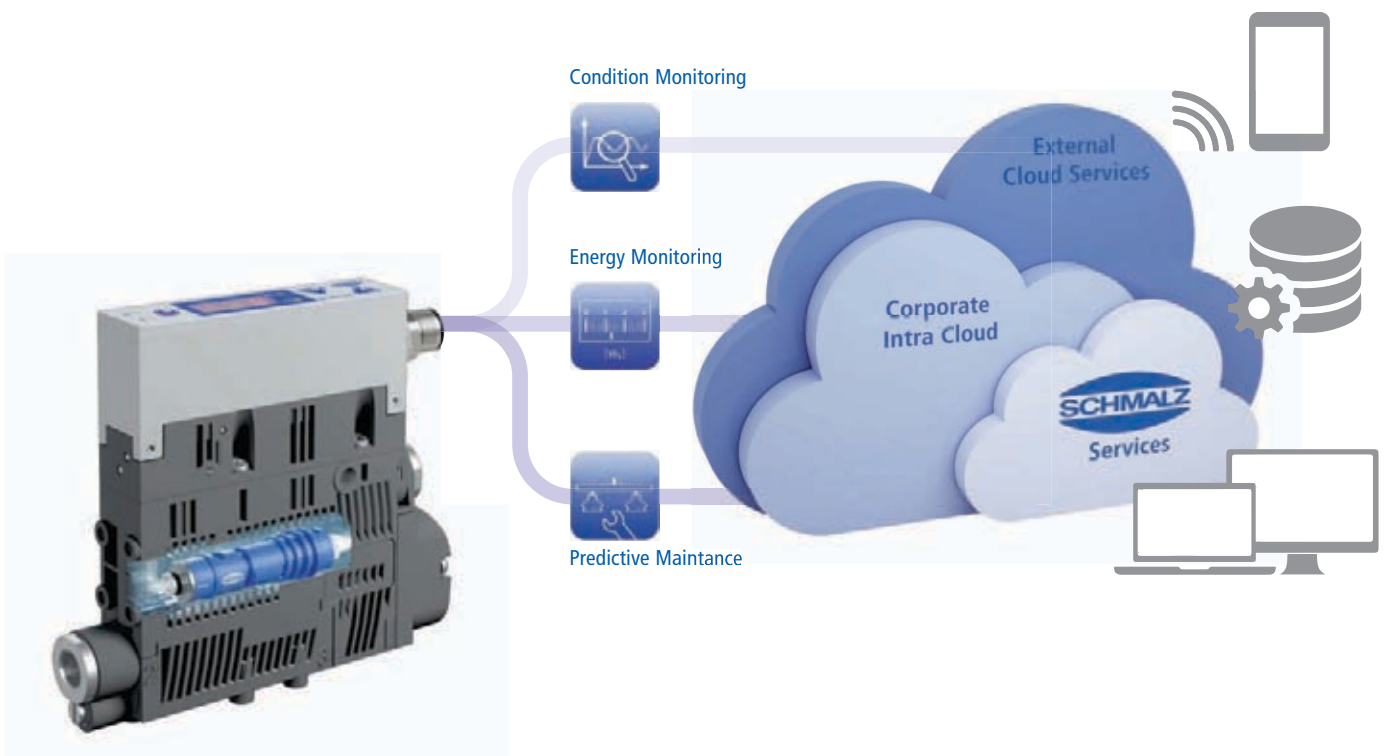 Condition Monitoring
External
Cloud Services
Energy Monitoring
Corporate
Intra Cloud
SCHMALZ
Services
Predictive Maintance